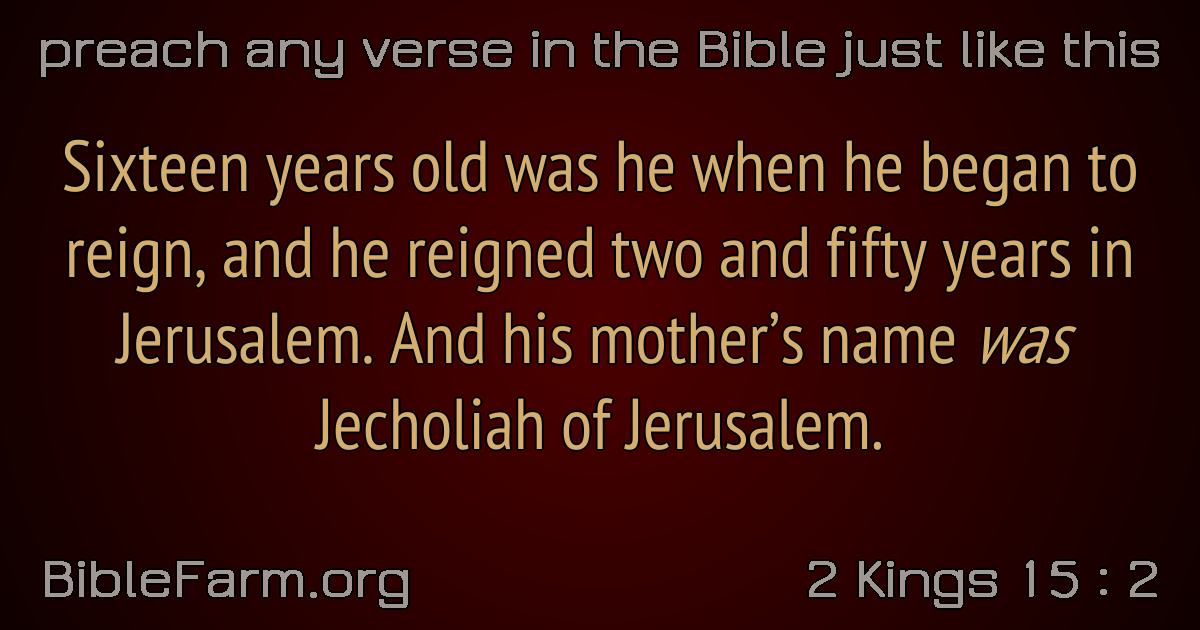 preach any verse in the Bible just like this
Sixteen years old was he when he began to
reign, and he reigned two and fifty years in
Jerusalem. And his mother’s name was
Jecholiah of Jerusalem.
BibleFarm.org
2 Kings 15 : 2